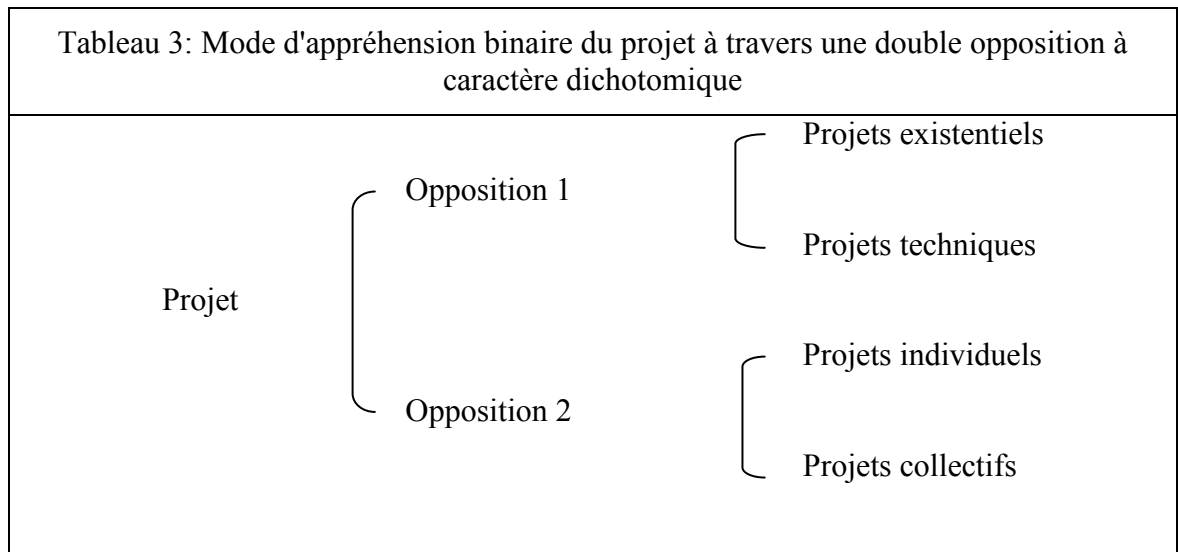 Tableau 3: Mode d'appréhension binaire du projet à travers une double opposition à
caractère dichotomique
Projets existentiels
Opposition 1
Projets techniques
Projet
Projets individuels
Opposition 2
Projets collectifs